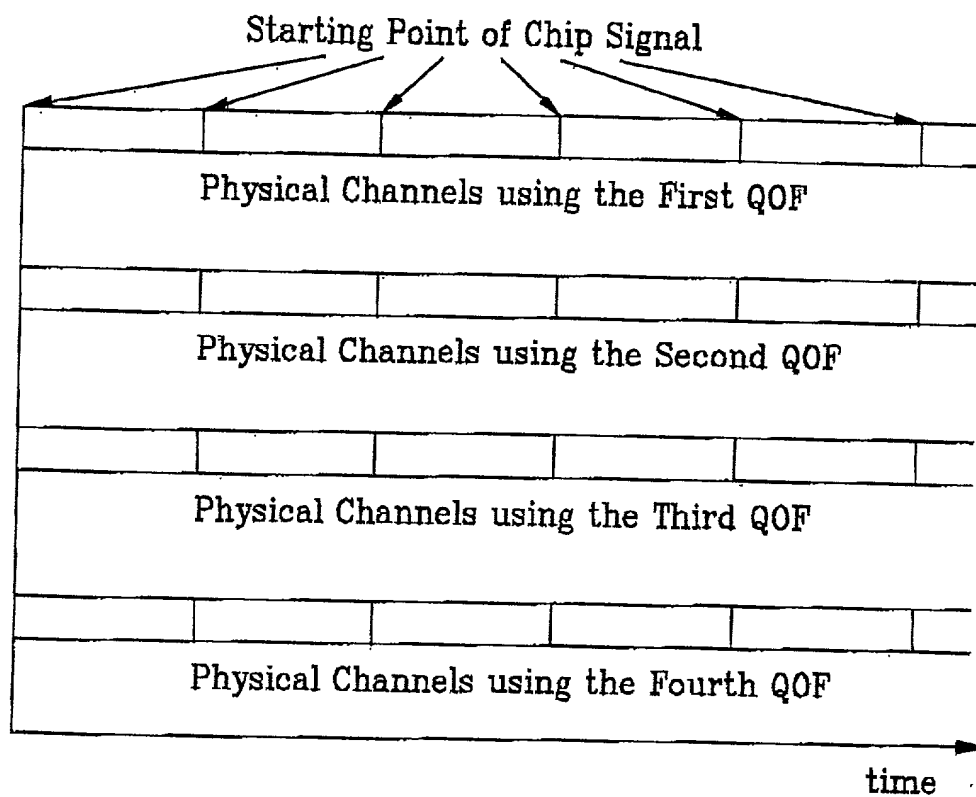 Starting Point of Chip Signal
Physical Channels using the First QOF
Physical Channels using the Second QOF
Physical Channels using the Third QOF
Physical Channels using the Fourth QOF
time